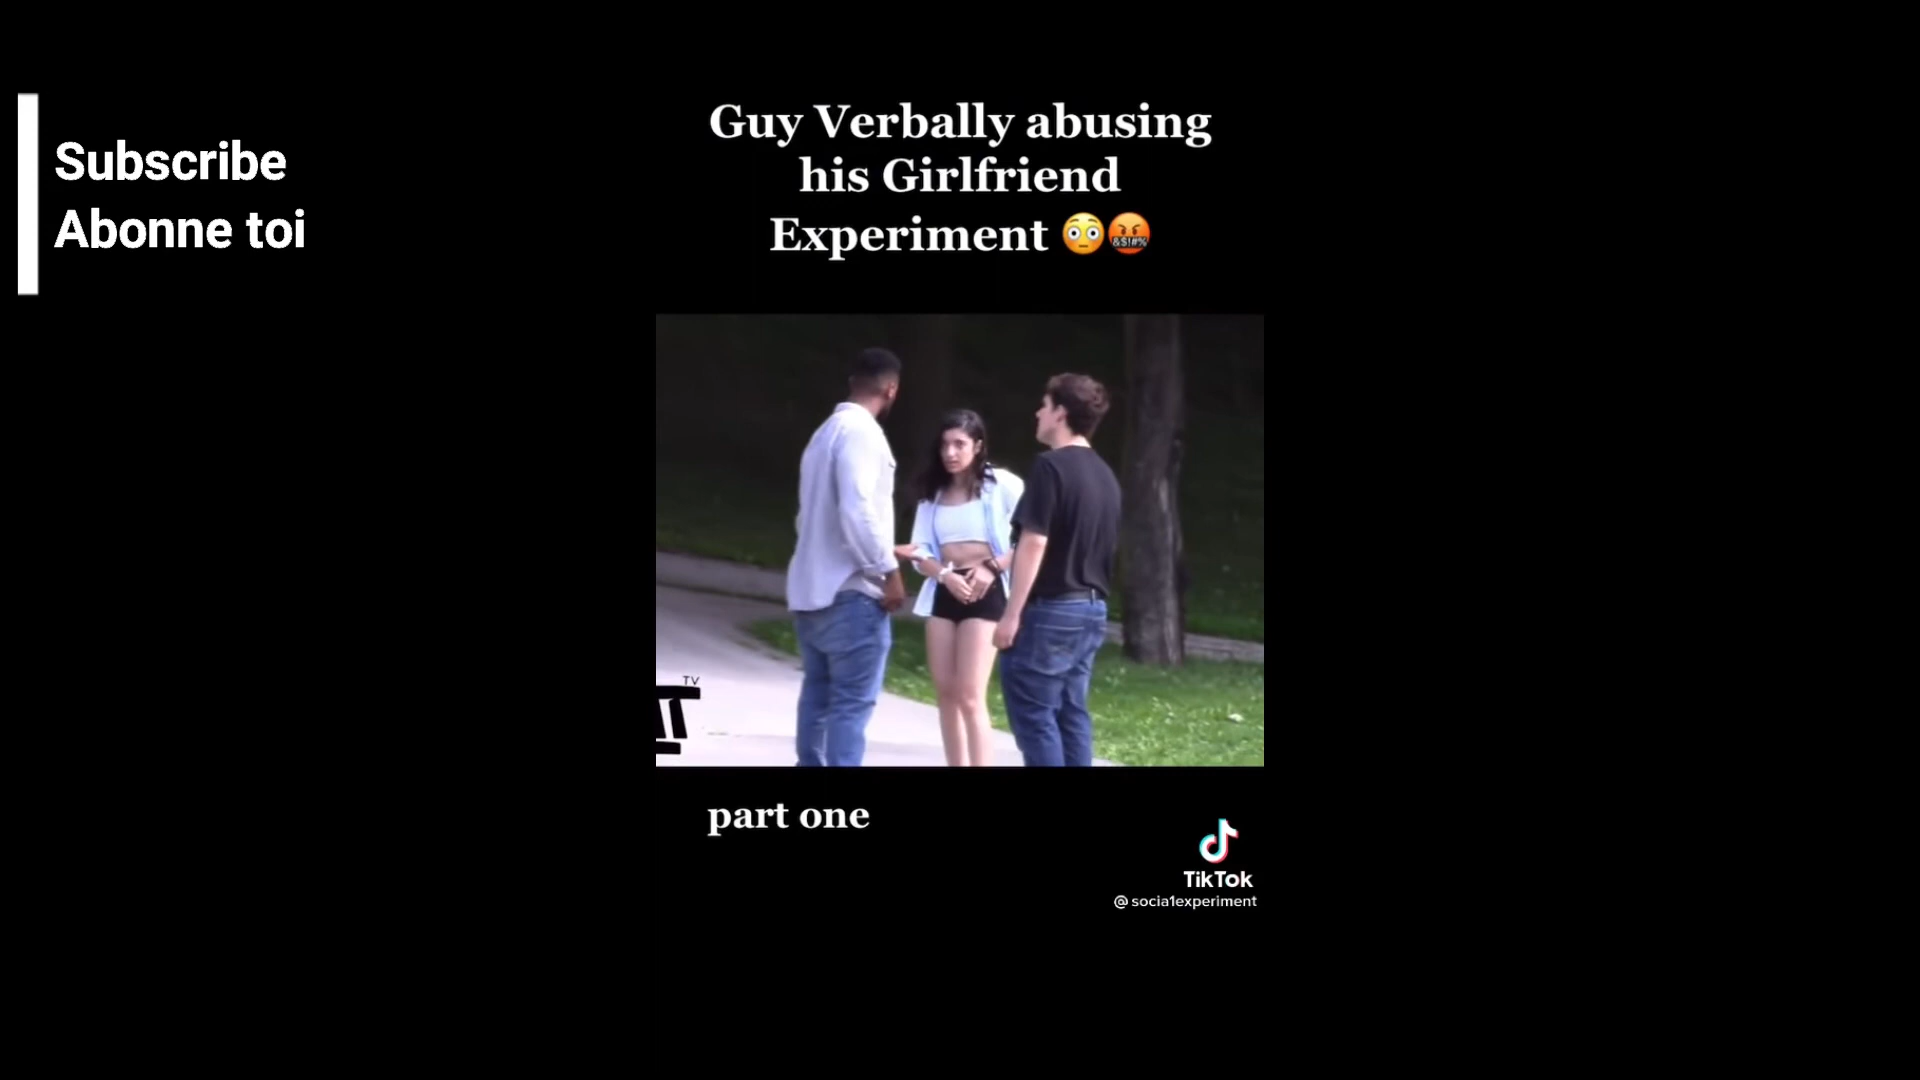 Subscribe
Abonne toi
Guy Verbally abusing
his Girlfriend
Experiment 😳🤬
TV
part one
TikTok
@socia1experiment